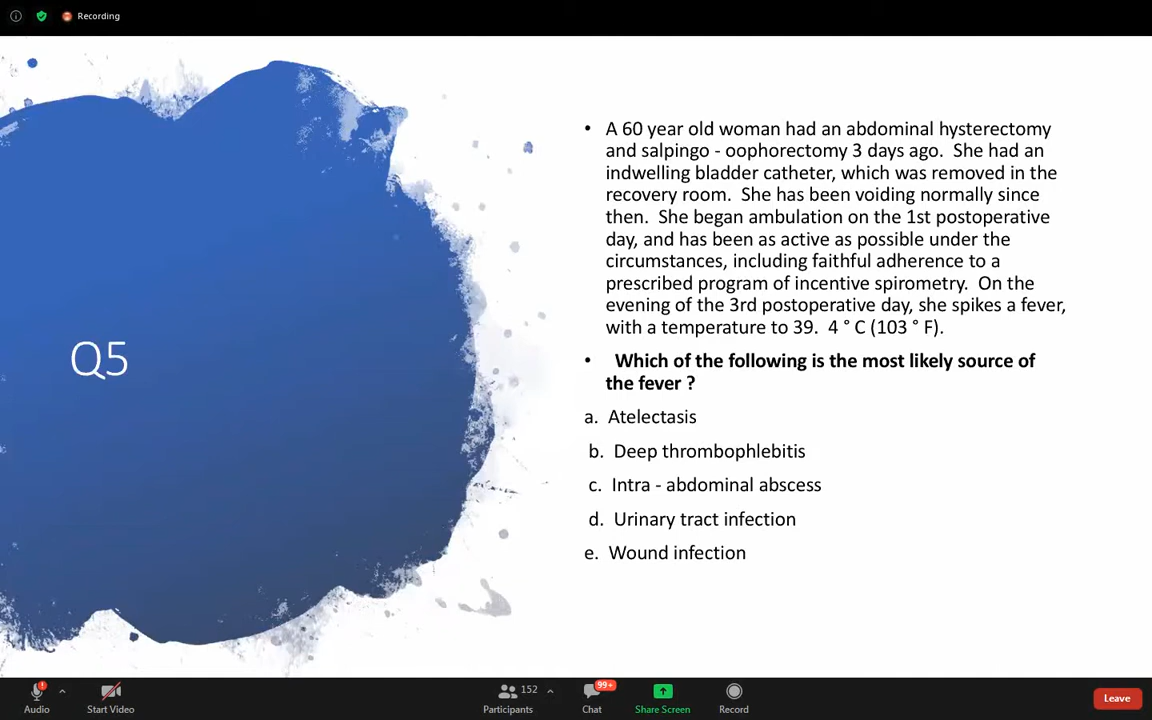 Recording
Q5
• A 60 year old woman had an abdominal hysterectomy
and salpingo - oophorectomy 3 days ago.  She had an
indwelling bladder catheter, which was removed in the
recovery room.  She has been voiding normally since
then.  She began ambulation on the 1st postoperative
day, and has been as active as possible under the
circumstances, including faithful adherence to a
prescribed program of incentive spirometry.  On the
evening of the 3rd postoperative day, she spikes a fever,
with a temperature to 39.  4 ° C (103 ° F).
• Which of the following is the most likely source of
the fever ?
a.  Atelectasis
b.  Deep thrombophlebitis
c.  Intra - abdominal abscess
d.  Urinary tract infection
e.  Wound infection
Audio
Start Video
152
Participants
99+
Chat
Share Screen
Record
Leave